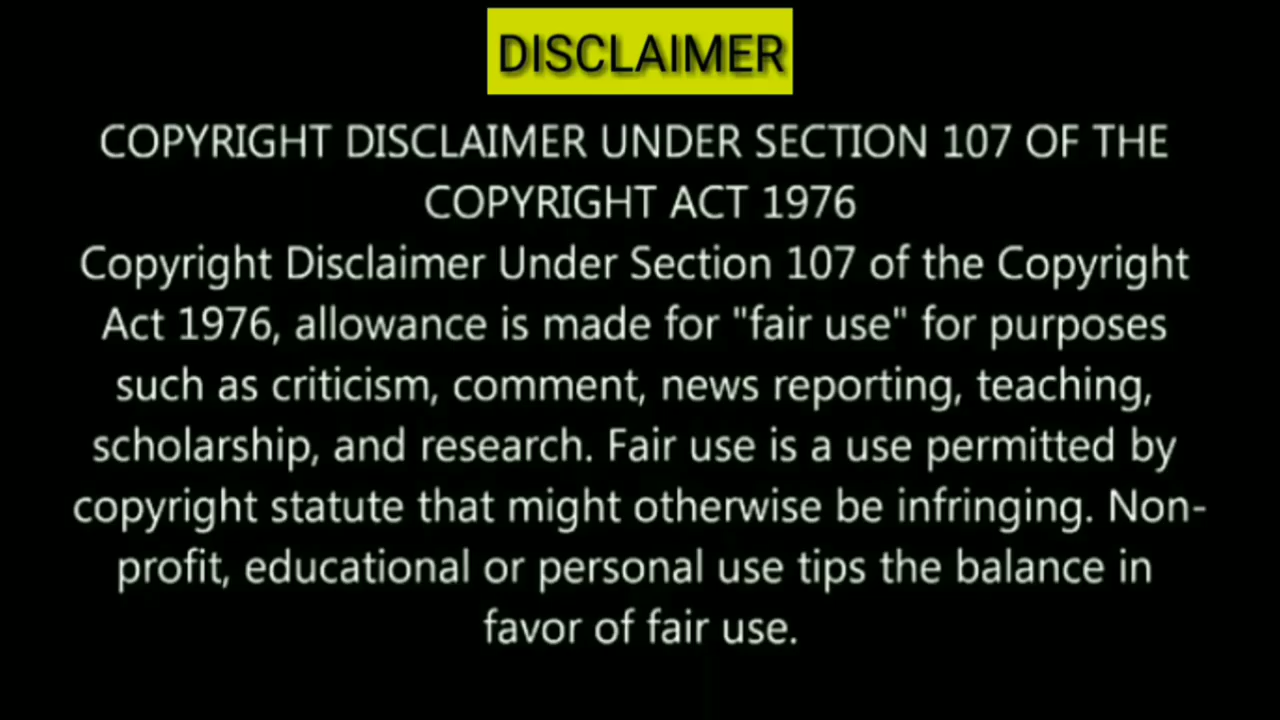 DISCLAIMER
COPYRIGHT DISCLAIMER UNDER SECTION 107 OF THE
COPYRIGHT ACT 1976
Copyright Disclaimer Under Section 107 of the Copyright
Act 1976, allowance is made for "fair use" for purposes
such as criticism, comment, news reporting, teaching,
scholarship, and research. Fair use is a use permitted by
copyright statute that might otherwise be infringing. Non-
profit, educational or personal use tips the balance in
favor of fair use.